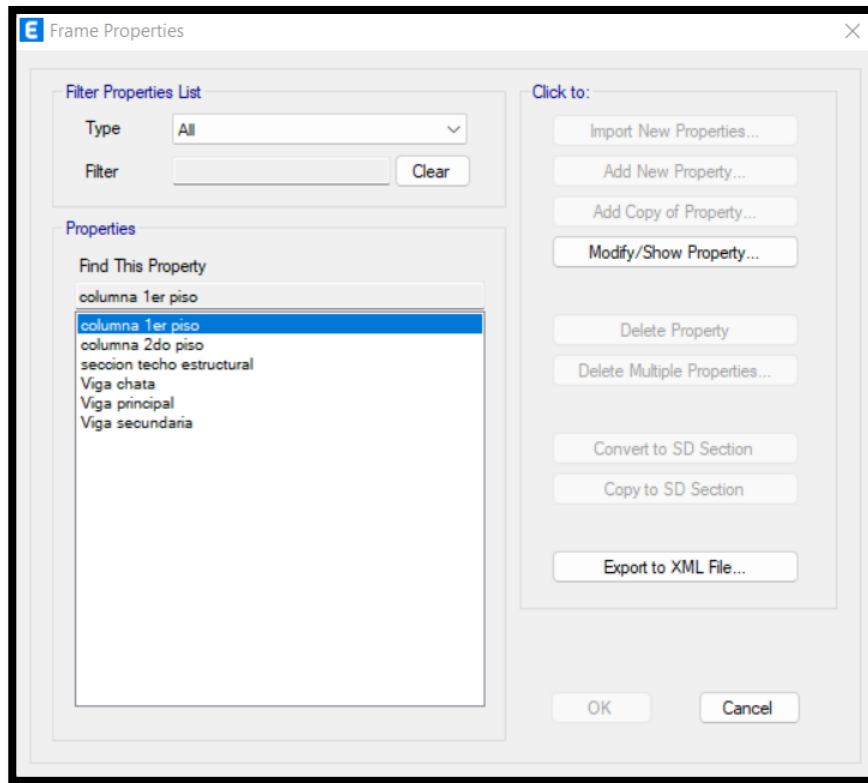 E Frame Properties
Filter Properties List
Type All
Filter Clear
Properties
Find This Property
columna 1er piso
columna 1er piso
columna 2do piso
seccion techo estructural
Viga chata
Viga principal
Viga secundaria
Click to:
Import New Properties...
Add New Property...
Add Copy of Property...
Modify/Show Property...
Delete Property
Delete Multiple Properties...
Convert to SD Section
Copy to SD Section
Export to XML File...
OK Cancel